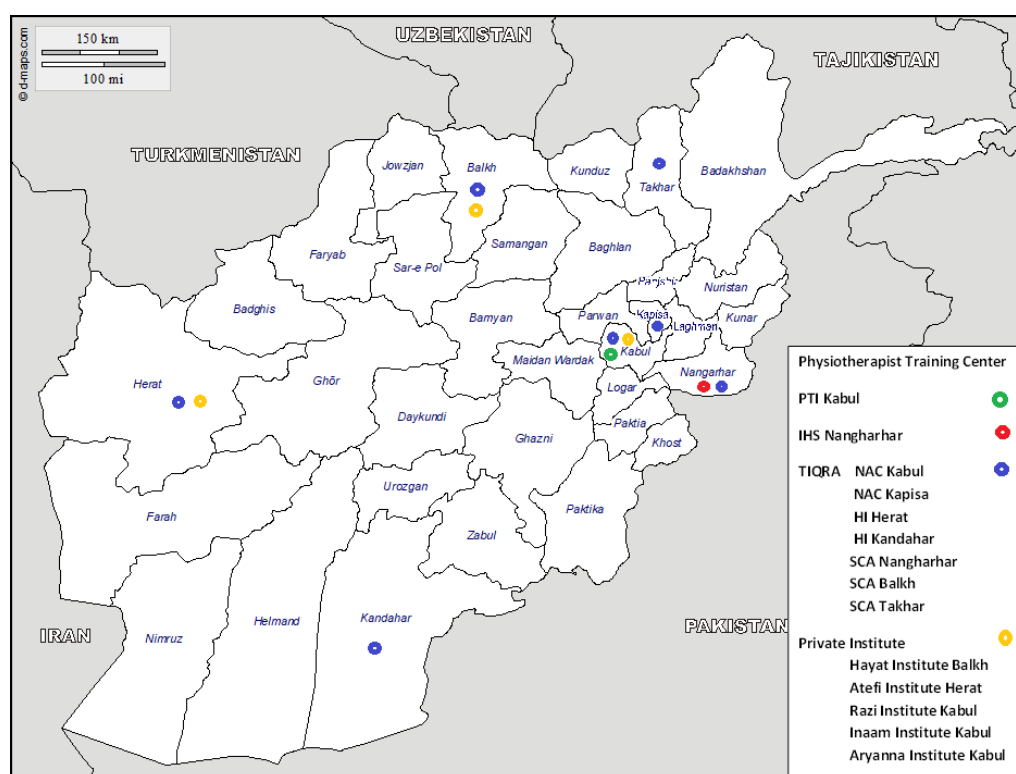 150 km
100 mi
© d-maps.com
UZBEKISTAN
TAJIKISTAN
TURKMENISTAN
Jowzjan
Balkh
Kunduz
Takhar
Badakhshan
Faryab
Sar-e Pol
Samangan
Baghlan
Panjshir
Nuristan
Badghis
Bamyan
Parwan
Kapisa
Laghman
Kunar
Maidan Wardak
Kabul
Nangarhar
Herat
Ghōr
Logar
Daykundi
Paktia
Ghazni
Khost
Urozgan
Paktika
Farah
Zabul
Kandahar
Helmand
Nimruz
IRAN
PAKISTAN
Physiotherapist Training Center
PTI Kabul
IHS Nangharhar
TIQRA NAC Kabul
NAC Kapisa
HI Herat
HI Kandahar
SCA Nangharhar
SCA Balkh
SCA Takhar
Private Institute
Hayat Institute Balkh
Atefi Institute Herat
Razi Institute Kabul
Inaam Institute Kabul
Aryanna Institute Kabul